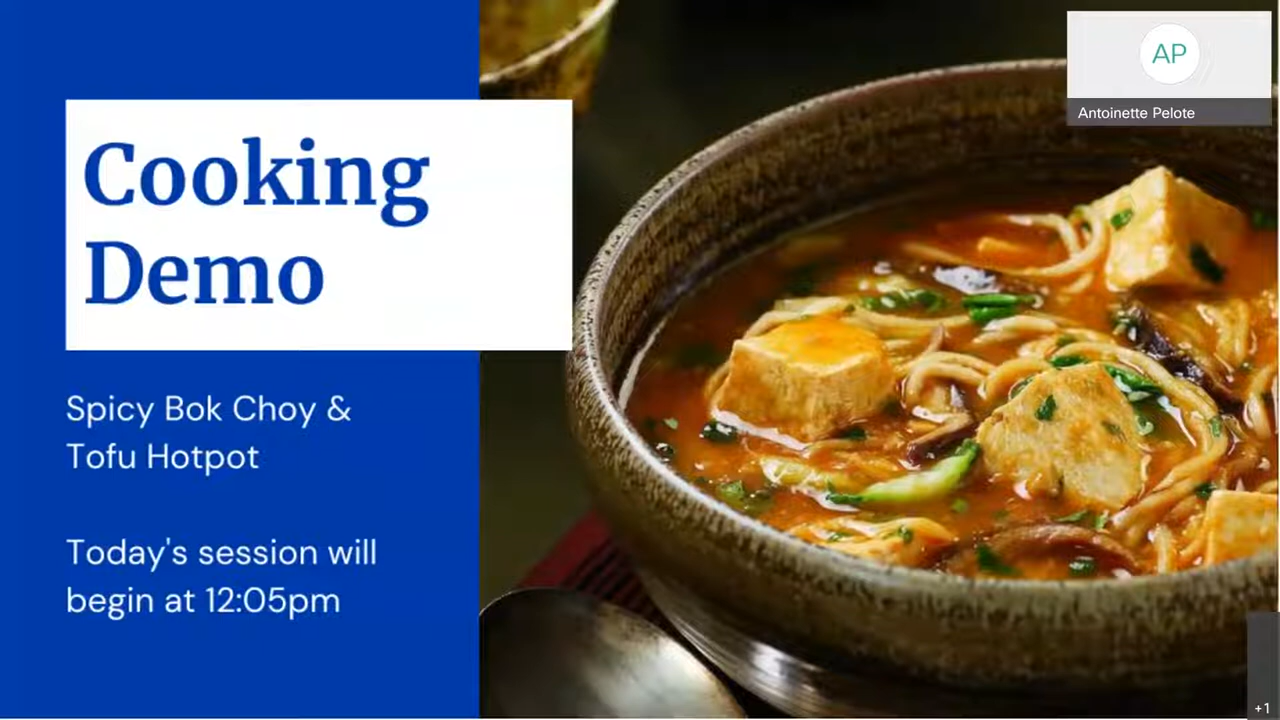 Cooking
Demo
Spicy Bok Choy &
Tofu Hotpot
Today's session will
begin at 12:05pm
AP
Antoinette Pelote
+1